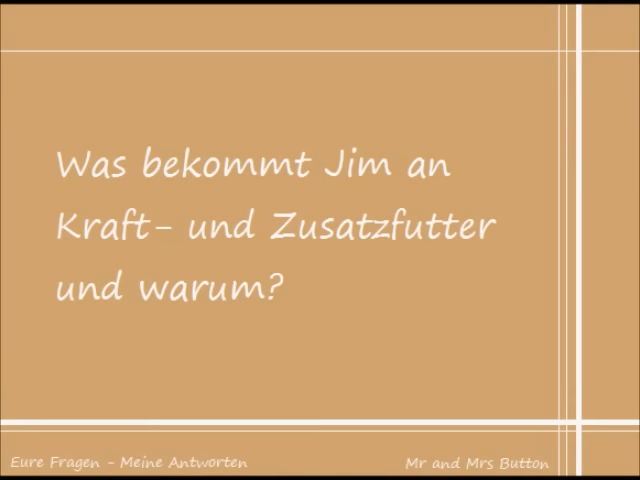 Was bekommt Jim an
Kraft- und Zusatzfutter
und warum?
Eure Fragen - Meine Antworten
Mr and Mrs Button